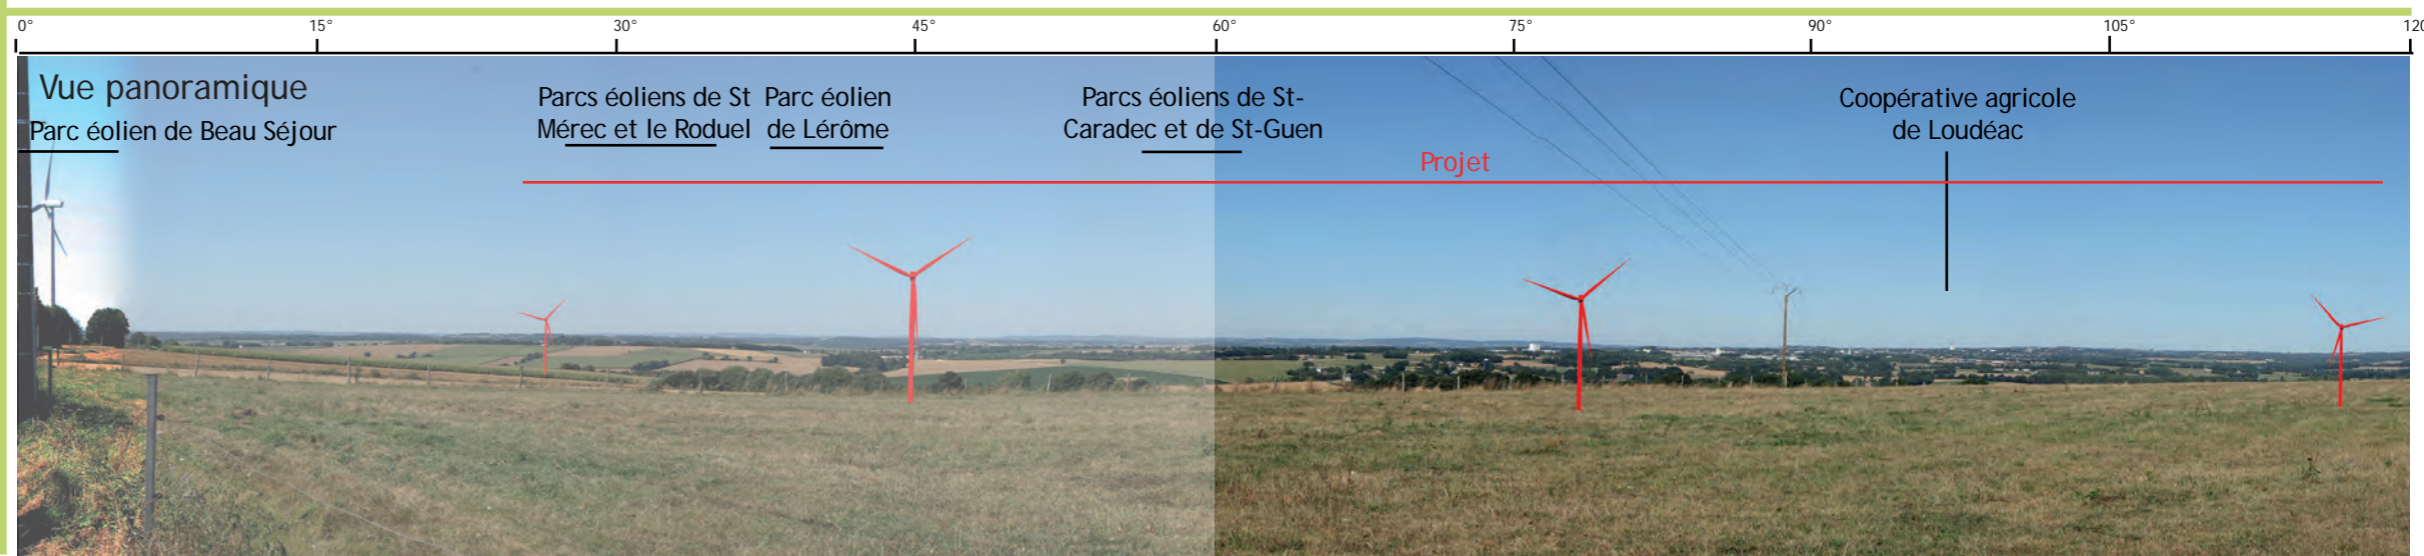 0° 15° 30° 45° 60° 75° 90° 105° 120
Vue panoramique
Parc éolien de Beau Séjour
Parcs éoliens de St
Mérec et le Roduel
Parc éolien
de Lérôme
Parcs éoliens de St-
Caradec et de St-Guen
Projet
Coopérative agricole
de Loudéac